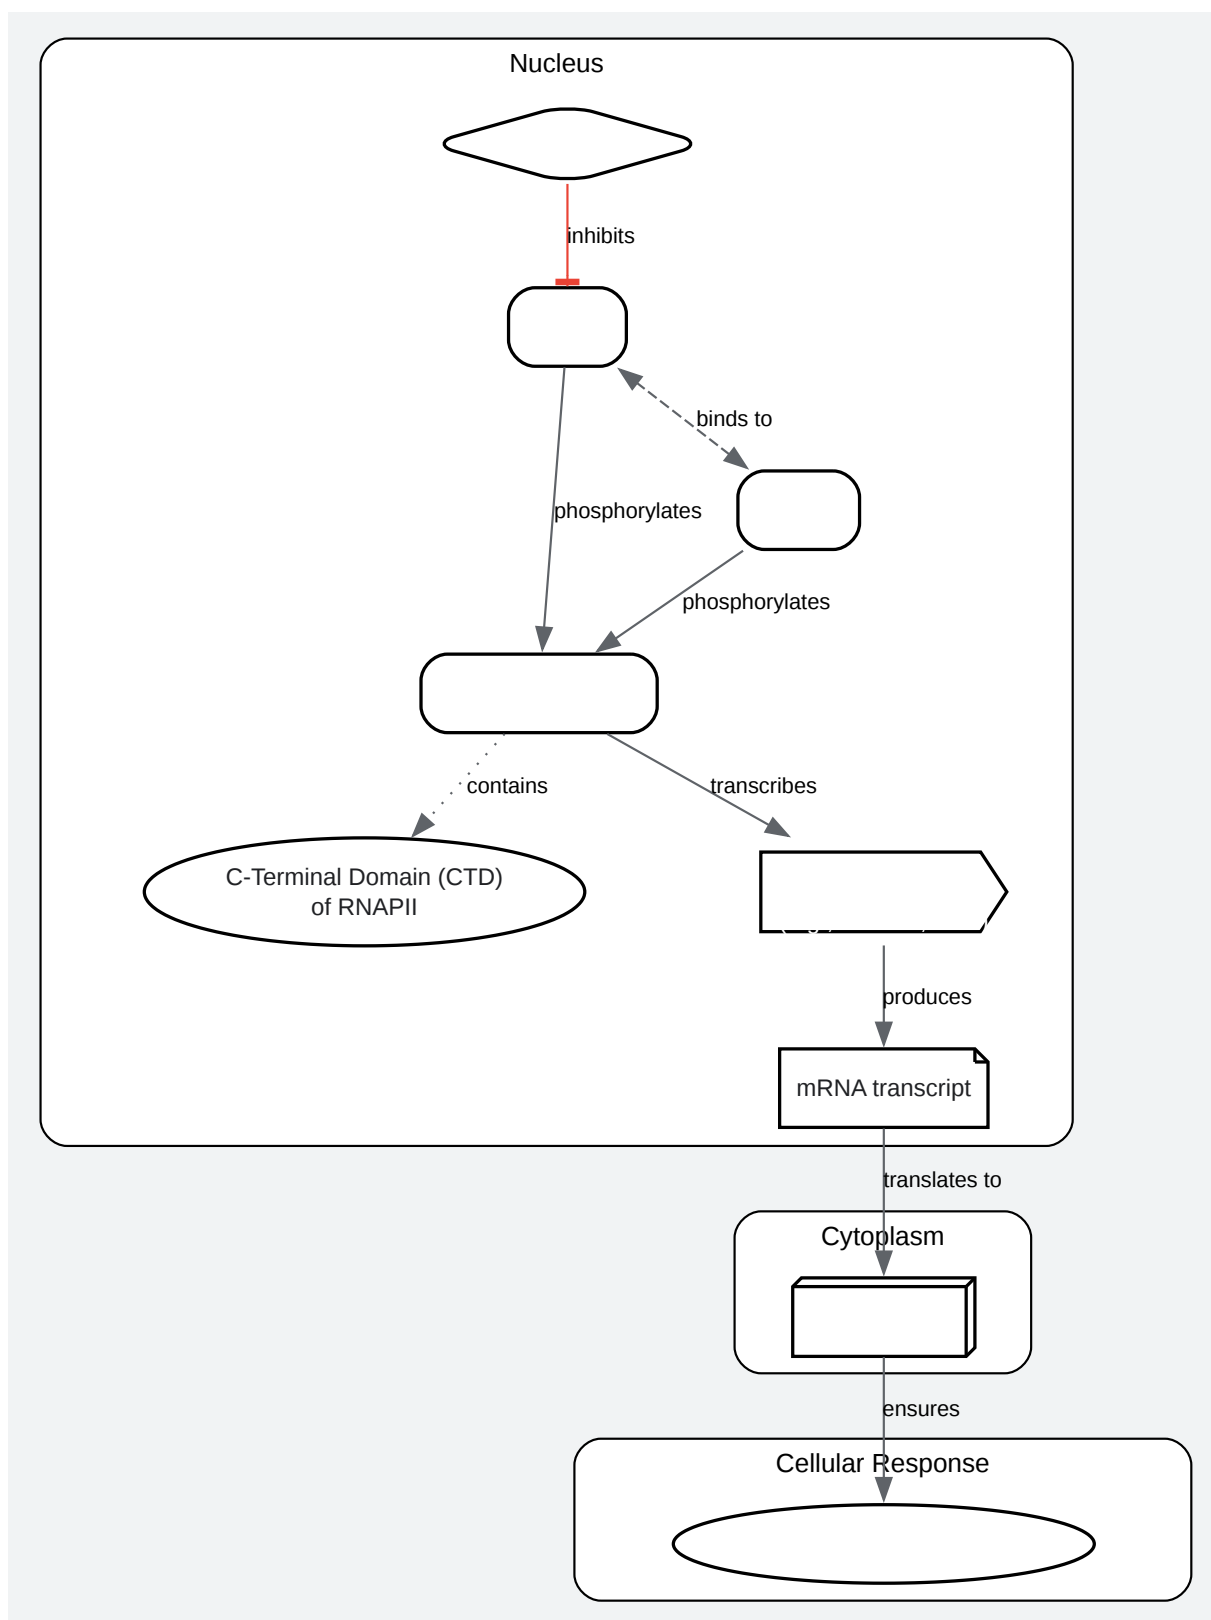 Nucleus
inhibits
binds to
phosphorylates
phosphorylates
contains
transcribes
C-Terminal Domain (CTD)
of RNAPII
produces
mRNA transcript
translates to
Cytoplasm
ensures
Cellular Response